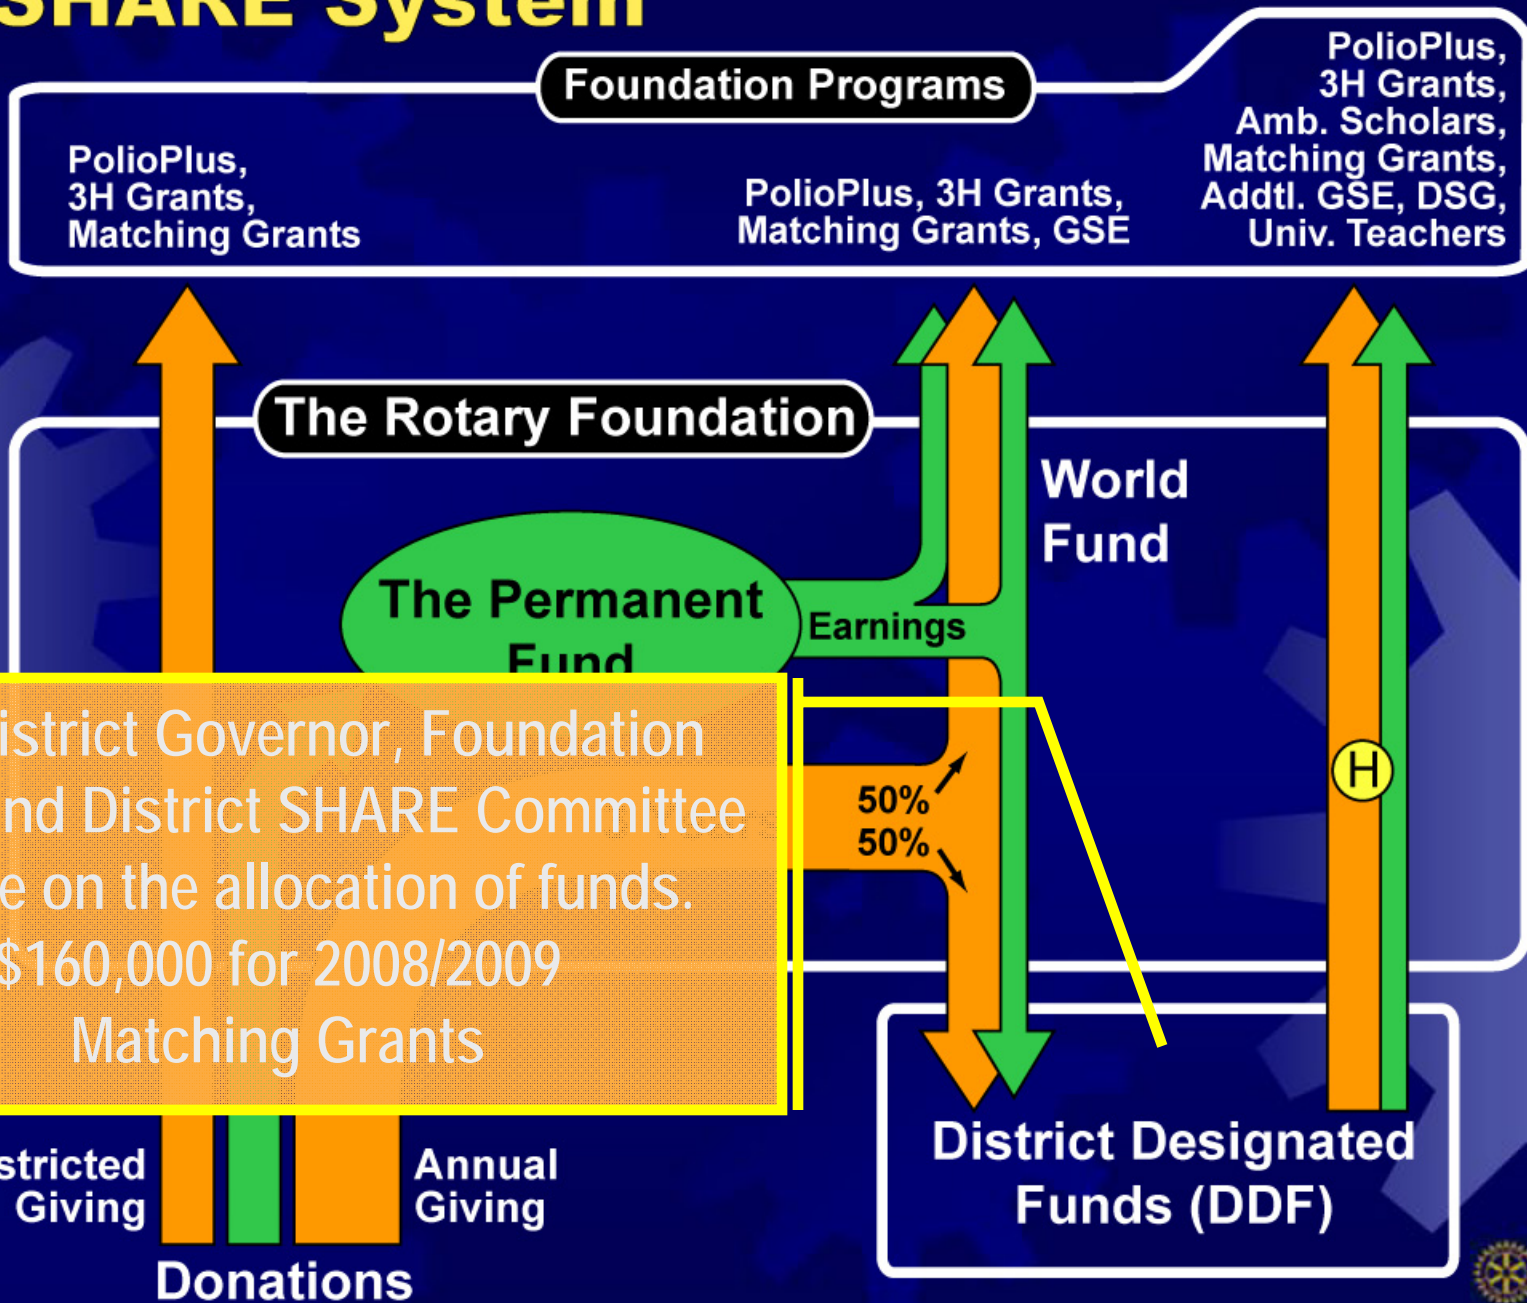 SHARE System
Foundation Programs
PolioPlus,
3H Grants,
Matching Grants
PolioPlus, 3H Grants,
Matching Grants, GSE
PolioPlus,
3H Grants,
Amb. Scholars,
Matching Grants,
Addtl. GSE, DSG,
Univ. Teachers
The Rotary Foundation
World
Fund
The Permanent
Fund
Earnings
50%
50%
H
istrict Governor, Foundation
nd District SHARE Committee
e on the allocation of funds.
$160,000 for 2008/2009
Matching Grants
stricted
Giving
Annual
Giving
Donations
District Designated
Funds (DDF)